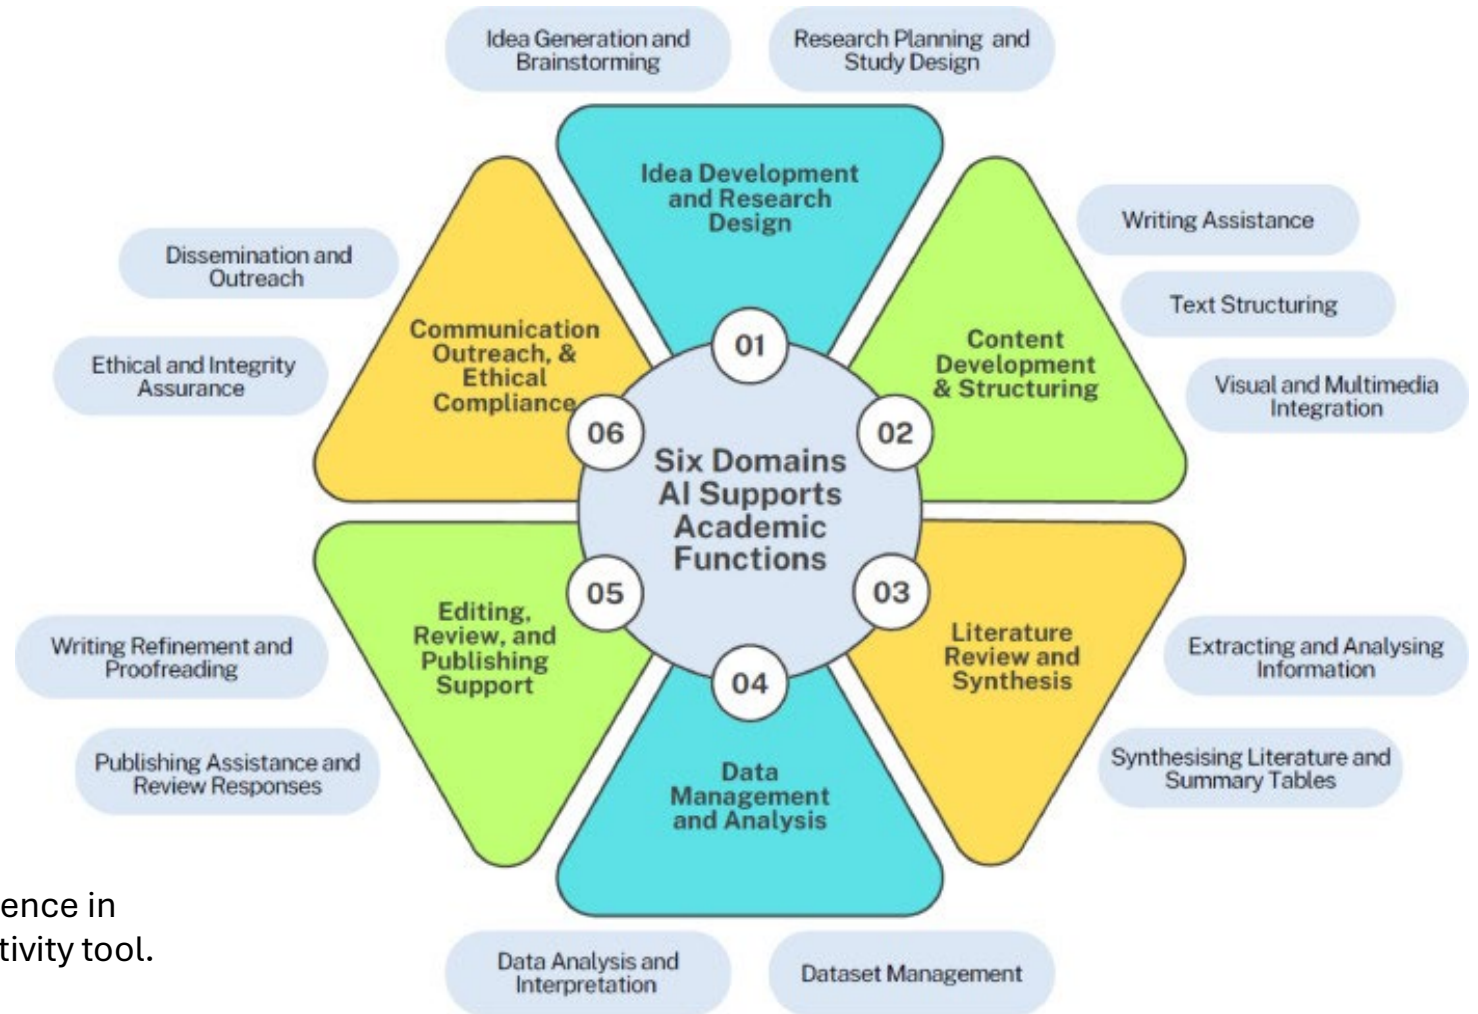 Idea Generation and
Brainstorming
Research Planning and
Study Design
Idea Development
and Research
Design
01
Writing Assistance
Text Structuring
Visual and Multimedia
Integration
Content
Development
& Structuring
02
Extracting and Analysing
Information
Synthesising Literature and
Summary Tables
Literature
Review and
Synthesis
03
Data
Management
and Analysis
04
Data Analysis and
Interpretation
Dataset Management
Editing,
Review, and
Publishing
Support
05
Writing Refinement and
Proofreading
Publishing Assistance and
Review Responses
Communication
Outreach, &
Ethical
Compliance
06
Dissemination and
Outreach
Ethical and Integrity
Assurance
Six Domains
AI Supports
Academic
Functions
ence in
tivity tool.